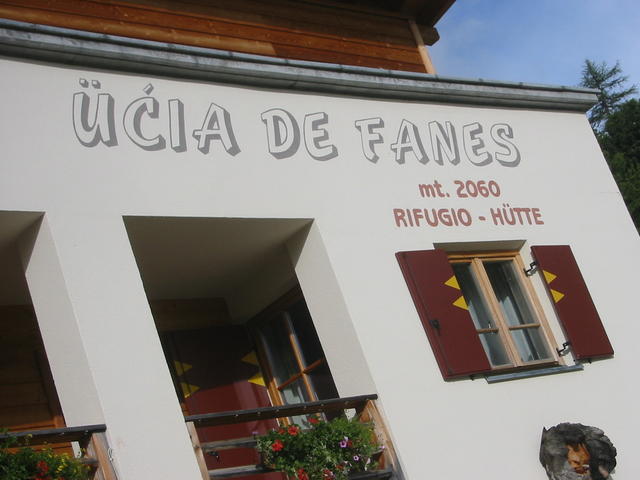 ÜĆIA DE FANES
mt. 2060
RIFUGIO - HÜTTE